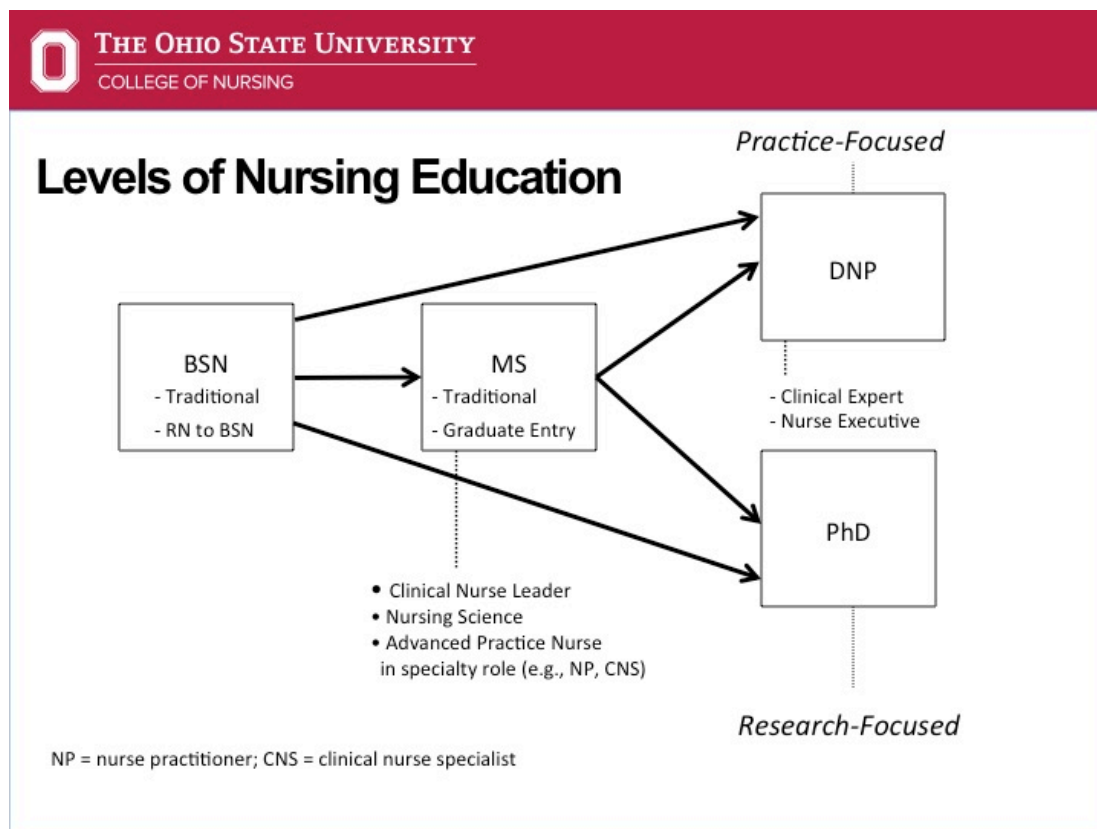 THE OHIO STATE UNIVERSITY
COLLEGE OF NURSING
Levels of Nursing Education
Practice-Focused
DNP
- Clinical Expert
- Nurse Executive
BSN
- Traditional
- RN to BSN
MS
- Traditional
- Graduate Entry
• Clinical Nurse Leader
• Nursing Science
• Advanced Practice Nurse
in specialty role (e.g., NP, CNS)
PhD
Research-Focused
NP = nurse practitioner; CNS = clinical nurse specialist